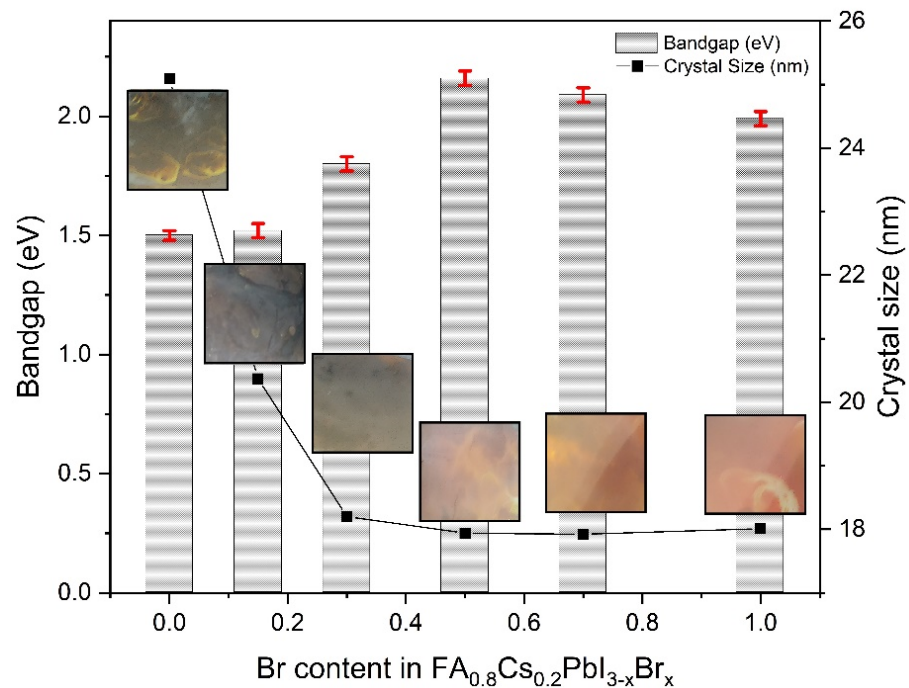 Bandgap (eV)
Crystal Size (nm)
Bandgap (eV)
2.0
1.5
1.0
0.5
0.0
26
24
22
20
18
Crystal size (nm)
0.0 0.2 0.4 0.6 0.8 1.0
Br content in FA₀.₈Cs₀.₂PbI₃₋ₓBrₓ